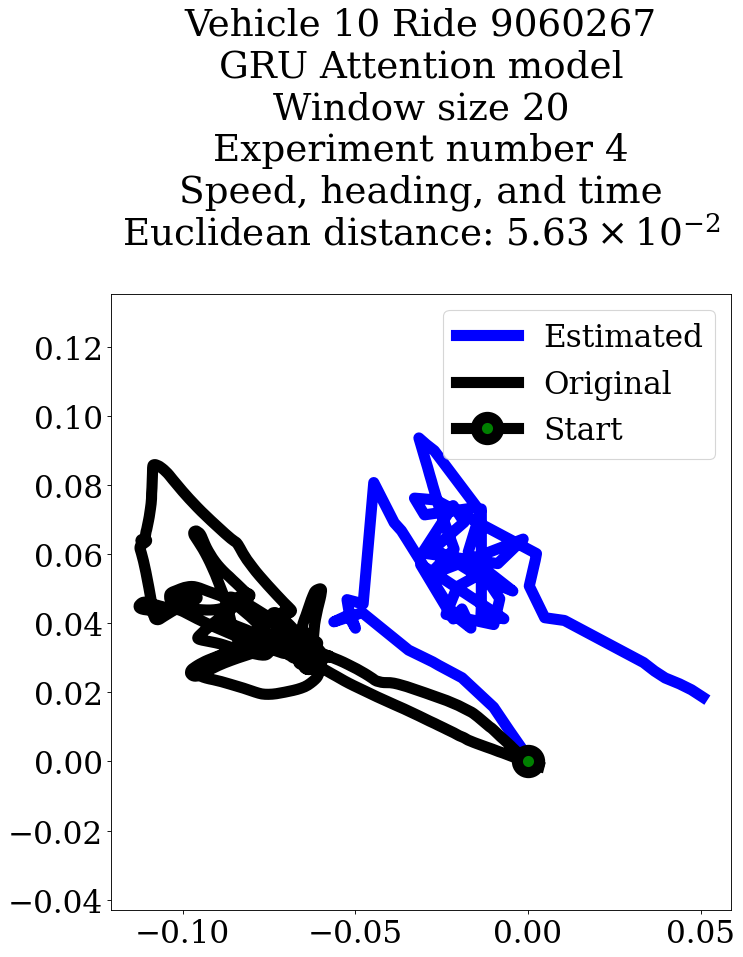 Vehicle 10 Ride 9060267
GRU Attention model
Window size 20
Experiment number 4
Speed, heading, and time
Euclidean distance: 5.63 × 10⁻²
Estimated
Original
Start
0.12
0.10
0.08
0.06
0.04
0.02
0.00
−0.02
−0.04
−0.10
−0.05
0.00
0.05